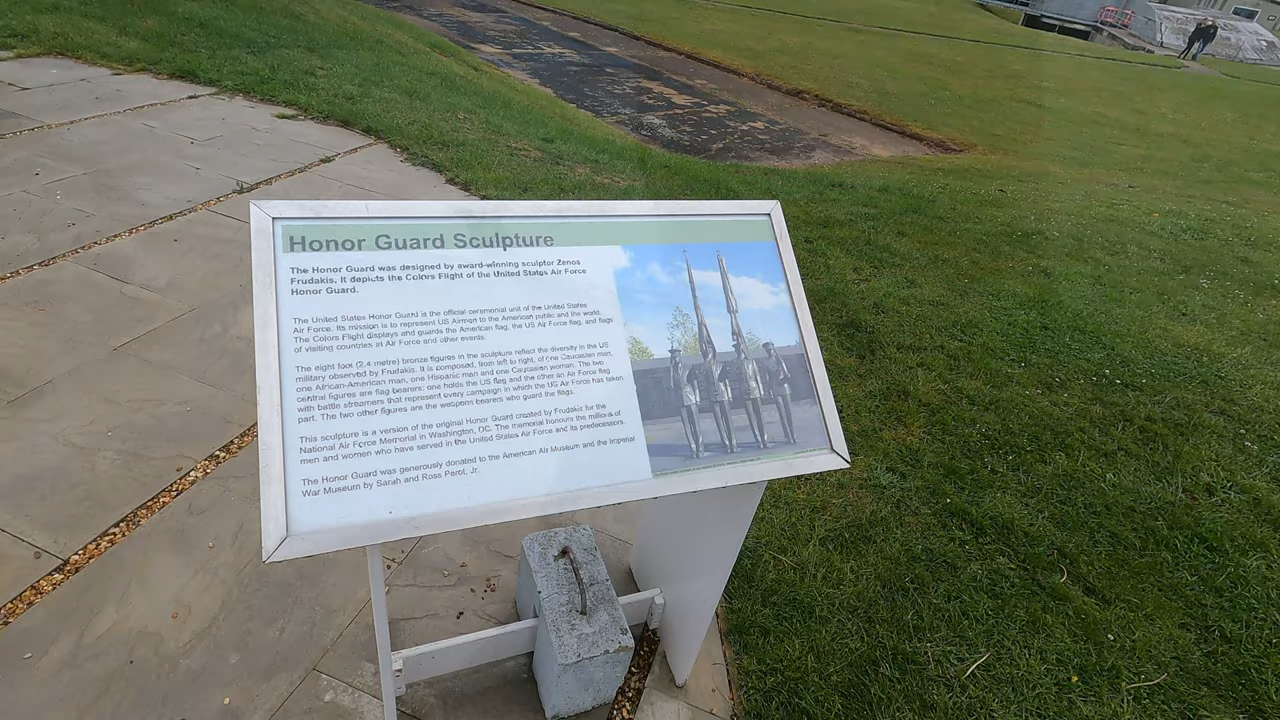 Honor Guard Sculpture
The Honor Guard was designed by award-winning sculptor Zenos
Frudakis. It depicts the Colors Flight of the United States Air Force
Honor Guard.
The United States Honor Guard is the official ceremonial unit of the United States
Air Force. Its mission is to represent US Airmen to the American public and the world.
The Colors Flight displays and guards the American flag, the US Air Force flag, and flags
of visiting countries at Air Force and other events.
The eight foot (2.4 metre) bronze figures in the sculpture reflect the diversity in the US
military observed by Frudakis. It is composed, from left to right, of one Caucasian man,
one African-American man, one Hispanic man and one Caucasian woman. The two
central figures are flag bearers: one holds the US flag and the other an Air Force flag
with battle streamers that represent every campaign in which the US Air Force has taken
part. The two other figures are the weapons bearers who guard the flags.
This sculpture is a version of the original Honor Guard created by Frudakis for the
National Air Force Memorial in Washington, DC. The memorial honours the millions of
men and women who have served in the United States Air Force and its predecessors.
The Honor Guard was generously donated to the American Air Museum and the Imperial
War Museum by Sarah and Ross Perot, Jr.